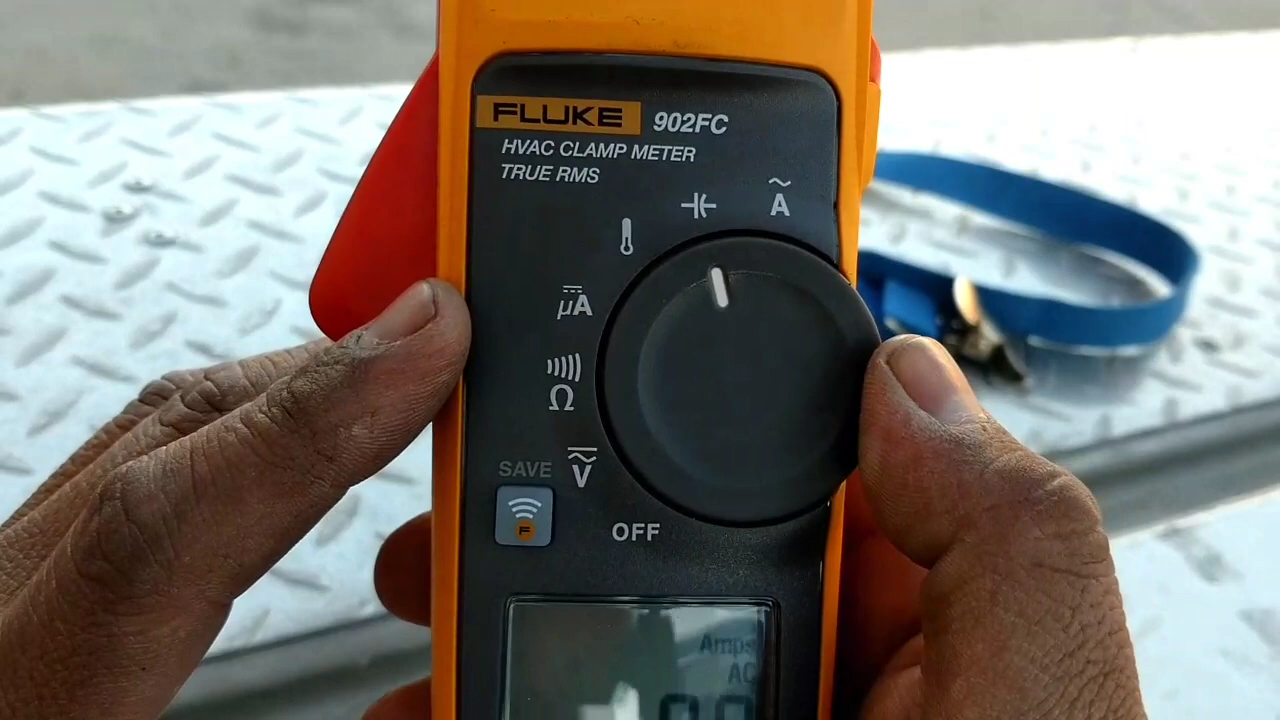 FLUKE 902FC
HVAC CLAMP METER
TRUE RMS
A
μA
Ω
V
SAVE
F
OFF
Amps
AC